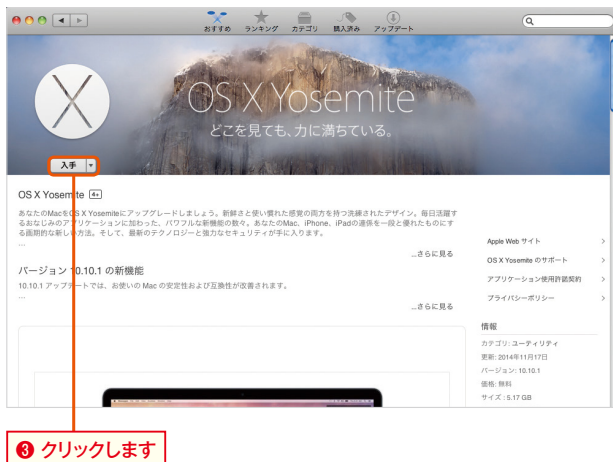 おすすめ ランキング カテゴリ 購入済み アップデート
OS X Yosemite
どこを見ても、力に満ちている。
入手
OS X Yosemite 4+
あなたのMacをOS X Yosemiteにアップグレードしましょう。新鮮さと使い慣れた感覚の両方を持つ洗練されたデザイン。毎日活躍す
るおなじみのアプリケーションに加わった、パワフルな新機能の数々。あなたのMac、iPhone、iPadの連係を一段と優れたものにす
る画期的な新しい方法。そして、最新のテクノロジーと強力なセキュリティが手に入ります。
...
...さらに見る
バージョン 10.10.1 の新機能
10.10.1 アップデートでは、お使いの Mac の安定性および互換性が改善されます。
...
...さらに見る
Apple Web サイト
OS X Yosemite のサポート
アプリケーション使用許諾契約
プライバシーポリシー
情報
カテゴリ: ユーティリティ
更新: 2014年11月17日
バージョン: 10.10.1
価格: 無料
サイズ : 5.17 GB
❸ クリックします